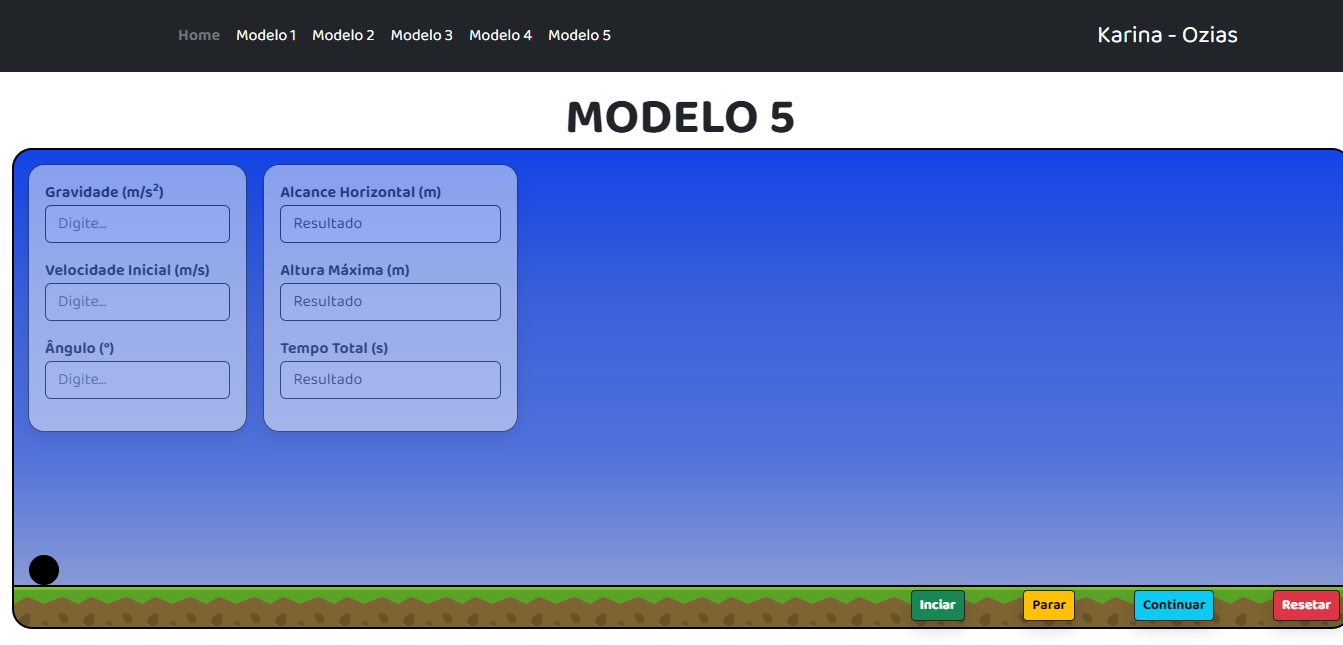 Home Modelo 1 Modelo 2 Modelo 3 Modelo 4 Modelo 5 Karina - Ozias
MODELO 5
Gravidade (m/s²)
Digite...
Velocidade Inicial (m/s)
Digite...
Ângulo (°)
Digite...
Alcance Horizontal (m)
Resultado
Altura Máxima (m)
Resultado
Tempo Total (s)
Resultado
Inciar Parar Continuar Resetar